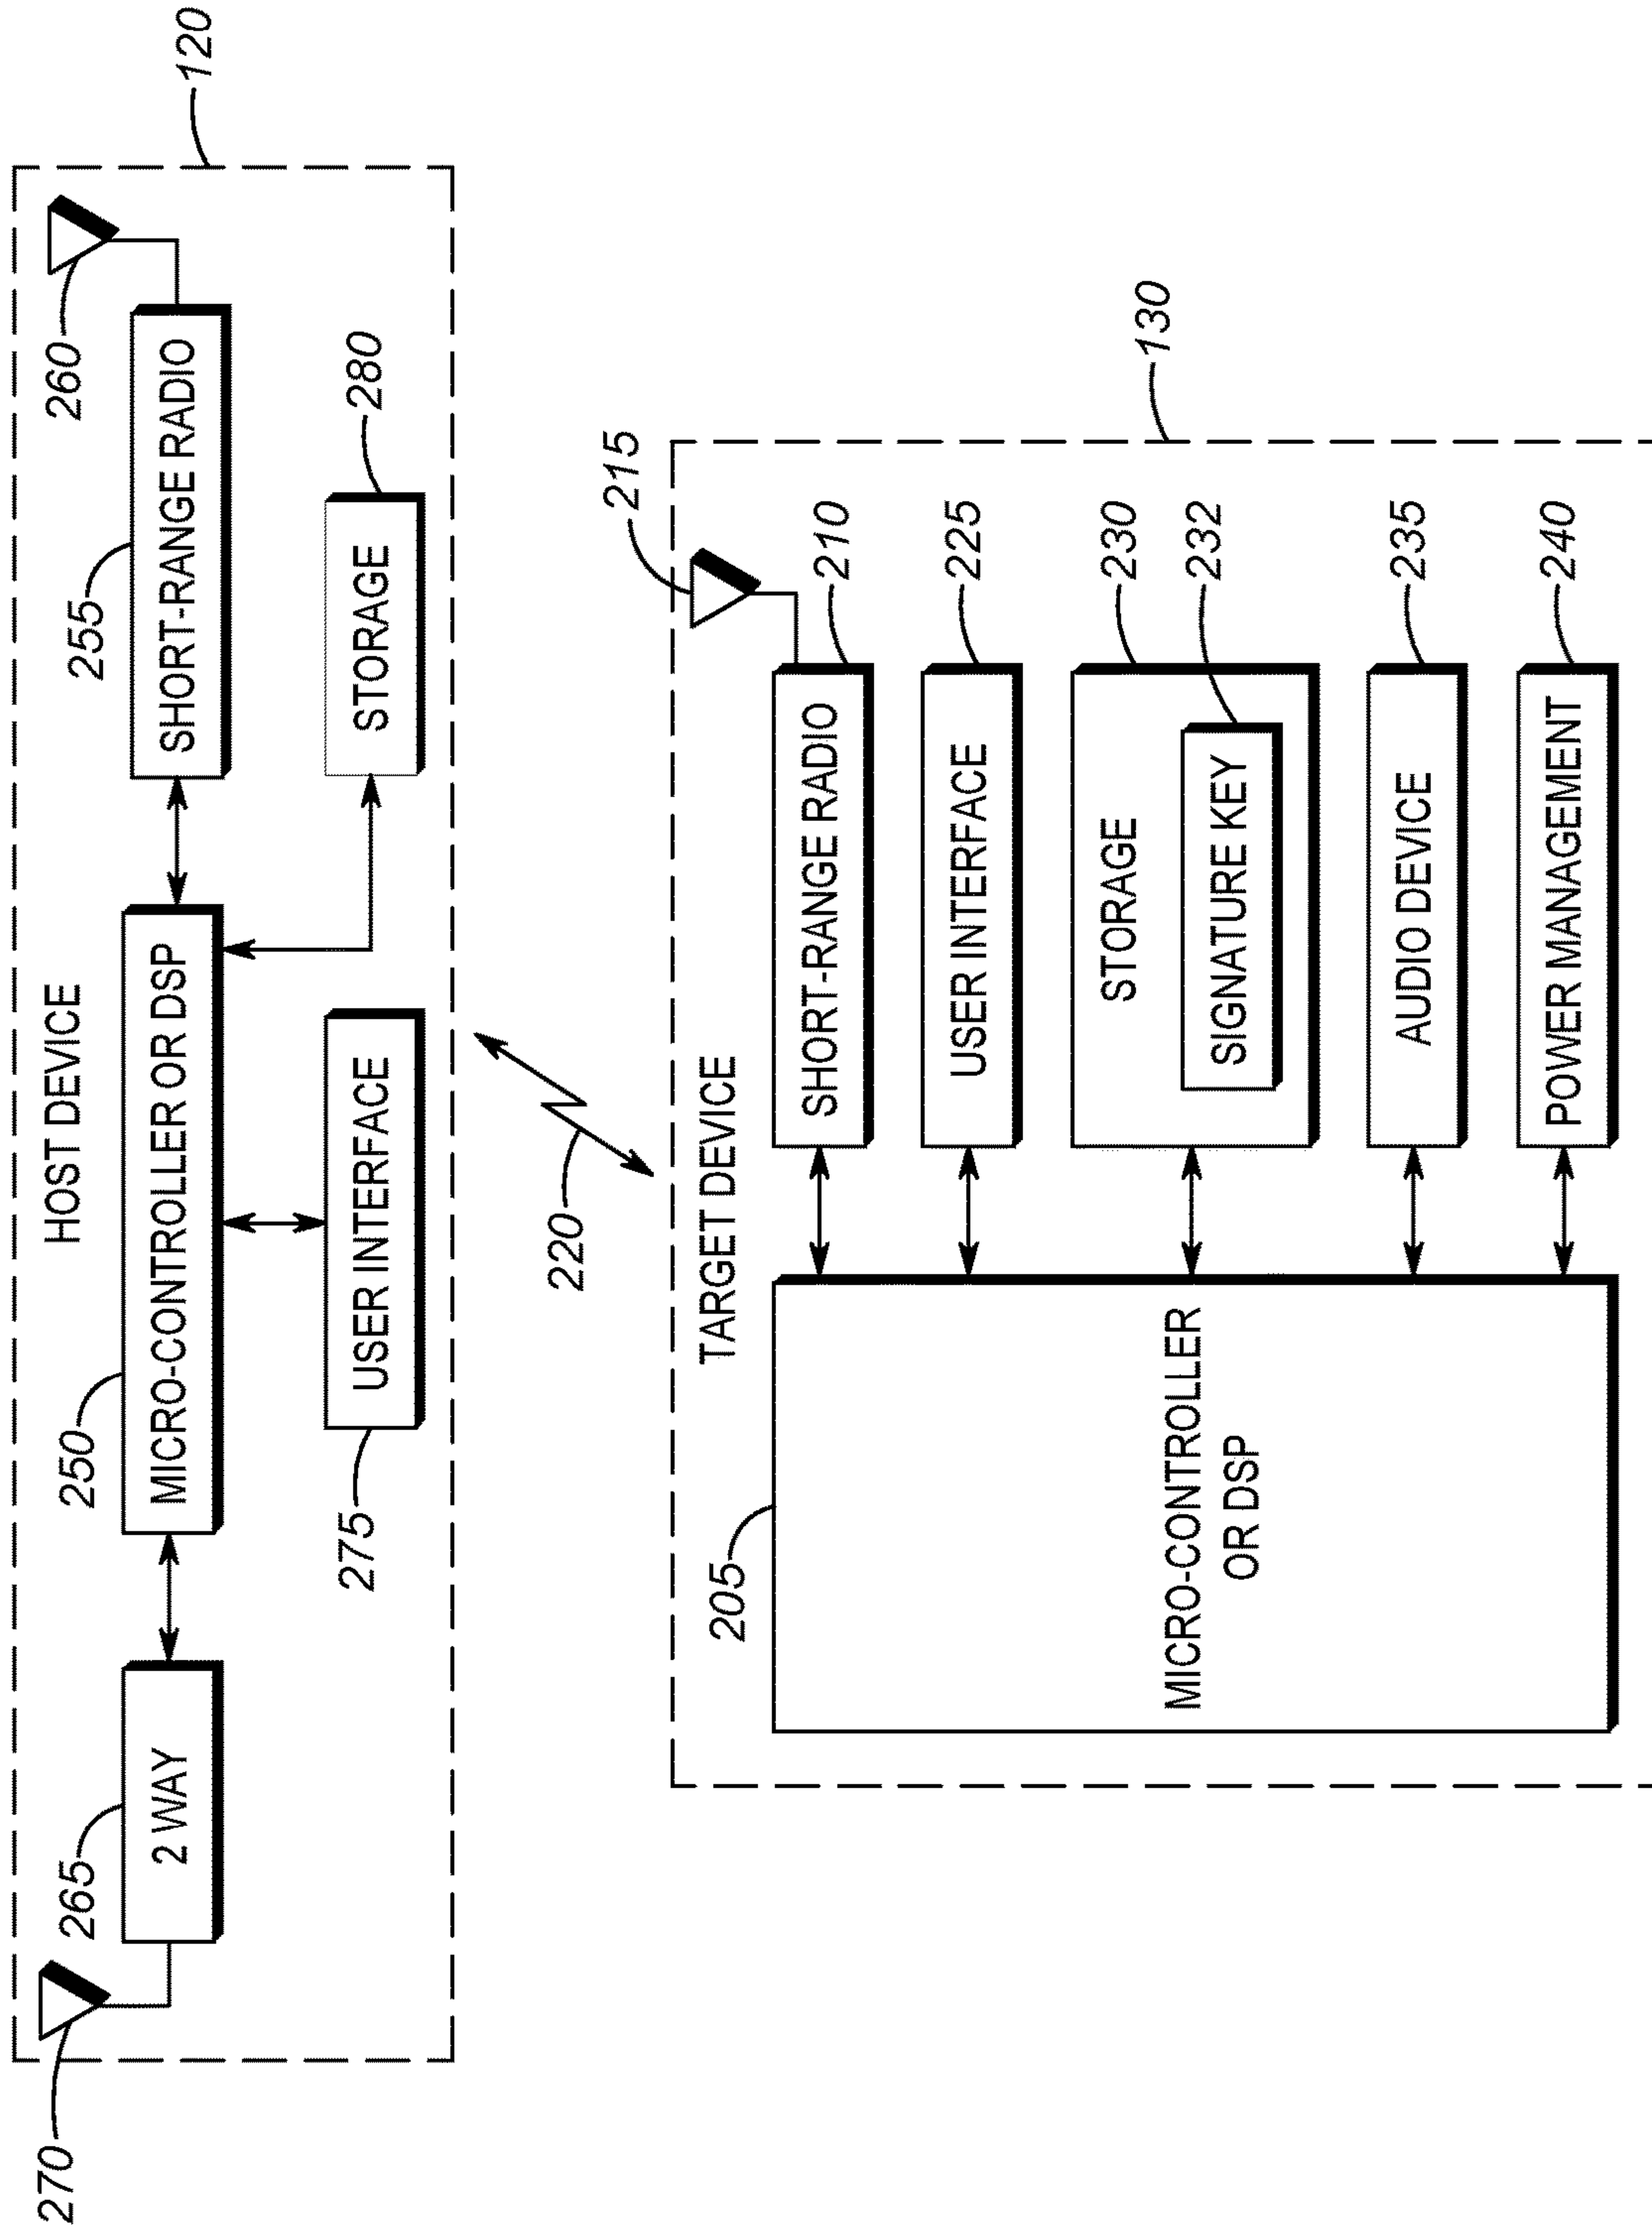 120
HOST DEVICE
270
265
2 WAY
250
MICRO-CONTROLLER OR DSP
255
SHORT-RANGE RADIO
260
275
USER INTERFACE
STORAGE
280
220
130
TARGET DEVICE
215
205
MICRO-CONTROLLER
OR DSP
SHORT-RANGE RADIO
210
USER INTERFACE
225
STORAGE
230
SIGNATURE KEY
232
AUDIO DEVICE
235
POWER MANAGEMENT
240